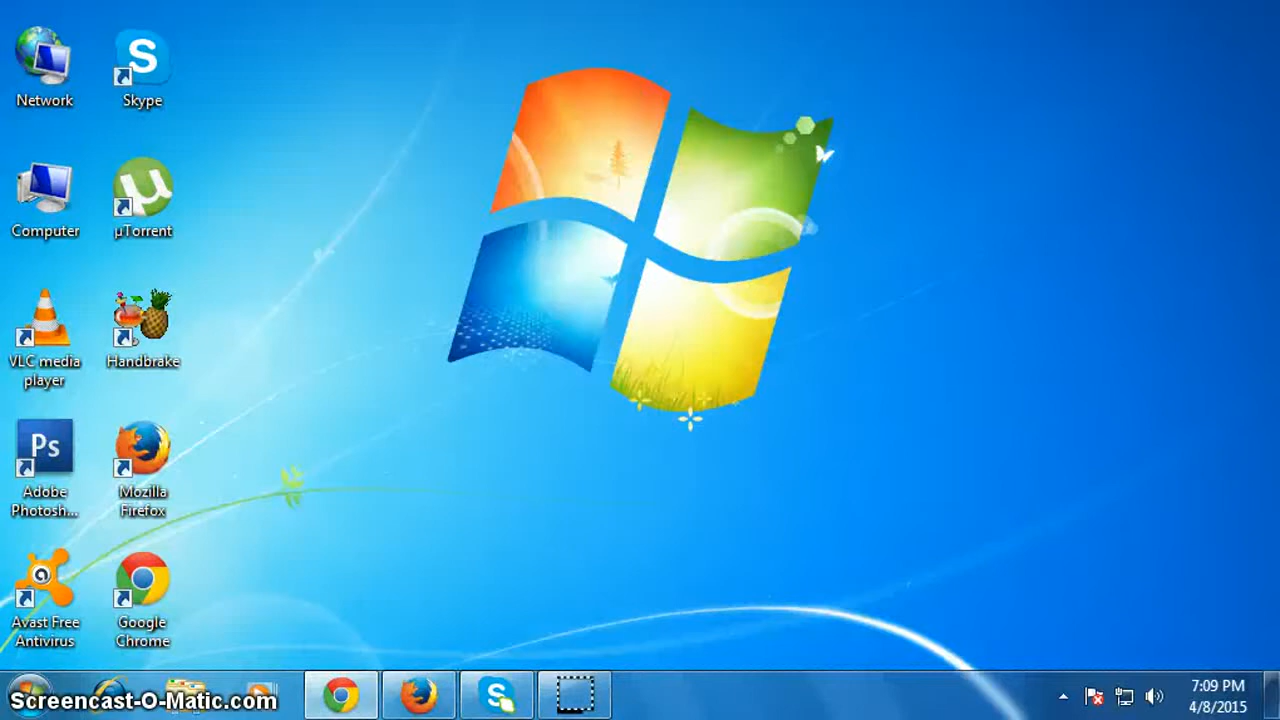 Network
Skype
S
Computer
µTorrent
µ
VLC media
player
Handbrake
Ps
Adobe
Photosh...
Mozilla
Firefox
a
Avast Free
Antivirus
Google
Chrome
Screencast-O-Matic.com
S
7:09 PM
4/8/2015